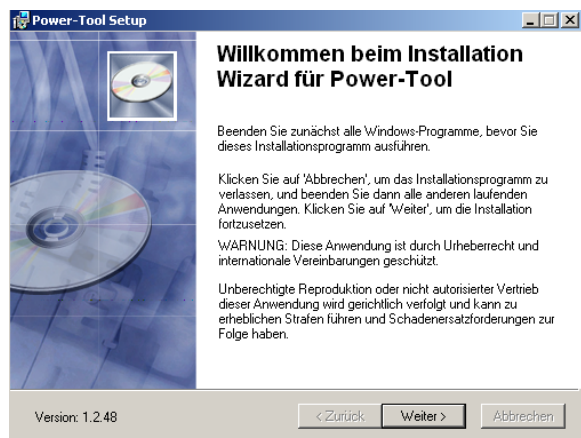 Power-Tool Setup
Willkommen beim Installation
Wizard für Power-Tool
Beenden Sie zunächst alle Windows-Programme, bevor Sie
dieses Installationsprogramm ausführen.
Klicken Sie auf 'Abbrechen', um das Installationsprogramm zu
verlassen, und beenden Sie dann alle anderen laufenden
Anwendungen. Klicken Sie auf 'Weiter', um die Installation
fortzusetzen.
WARNUNG: Diese Anwendung ist durch Urheberrecht und
internationale Vereinbarungen geschützt.
Unberechtigte Reproduktion oder nicht autorisierter Vertrieb
dieser Anwendung wird gerichtlich verfolgt und kann zu
erheblichen Strafen führen und Schadenersatzforderungen zur
Folge haben.
Version: 1.2.48
< Zurück
Weiter >
Abbrechen